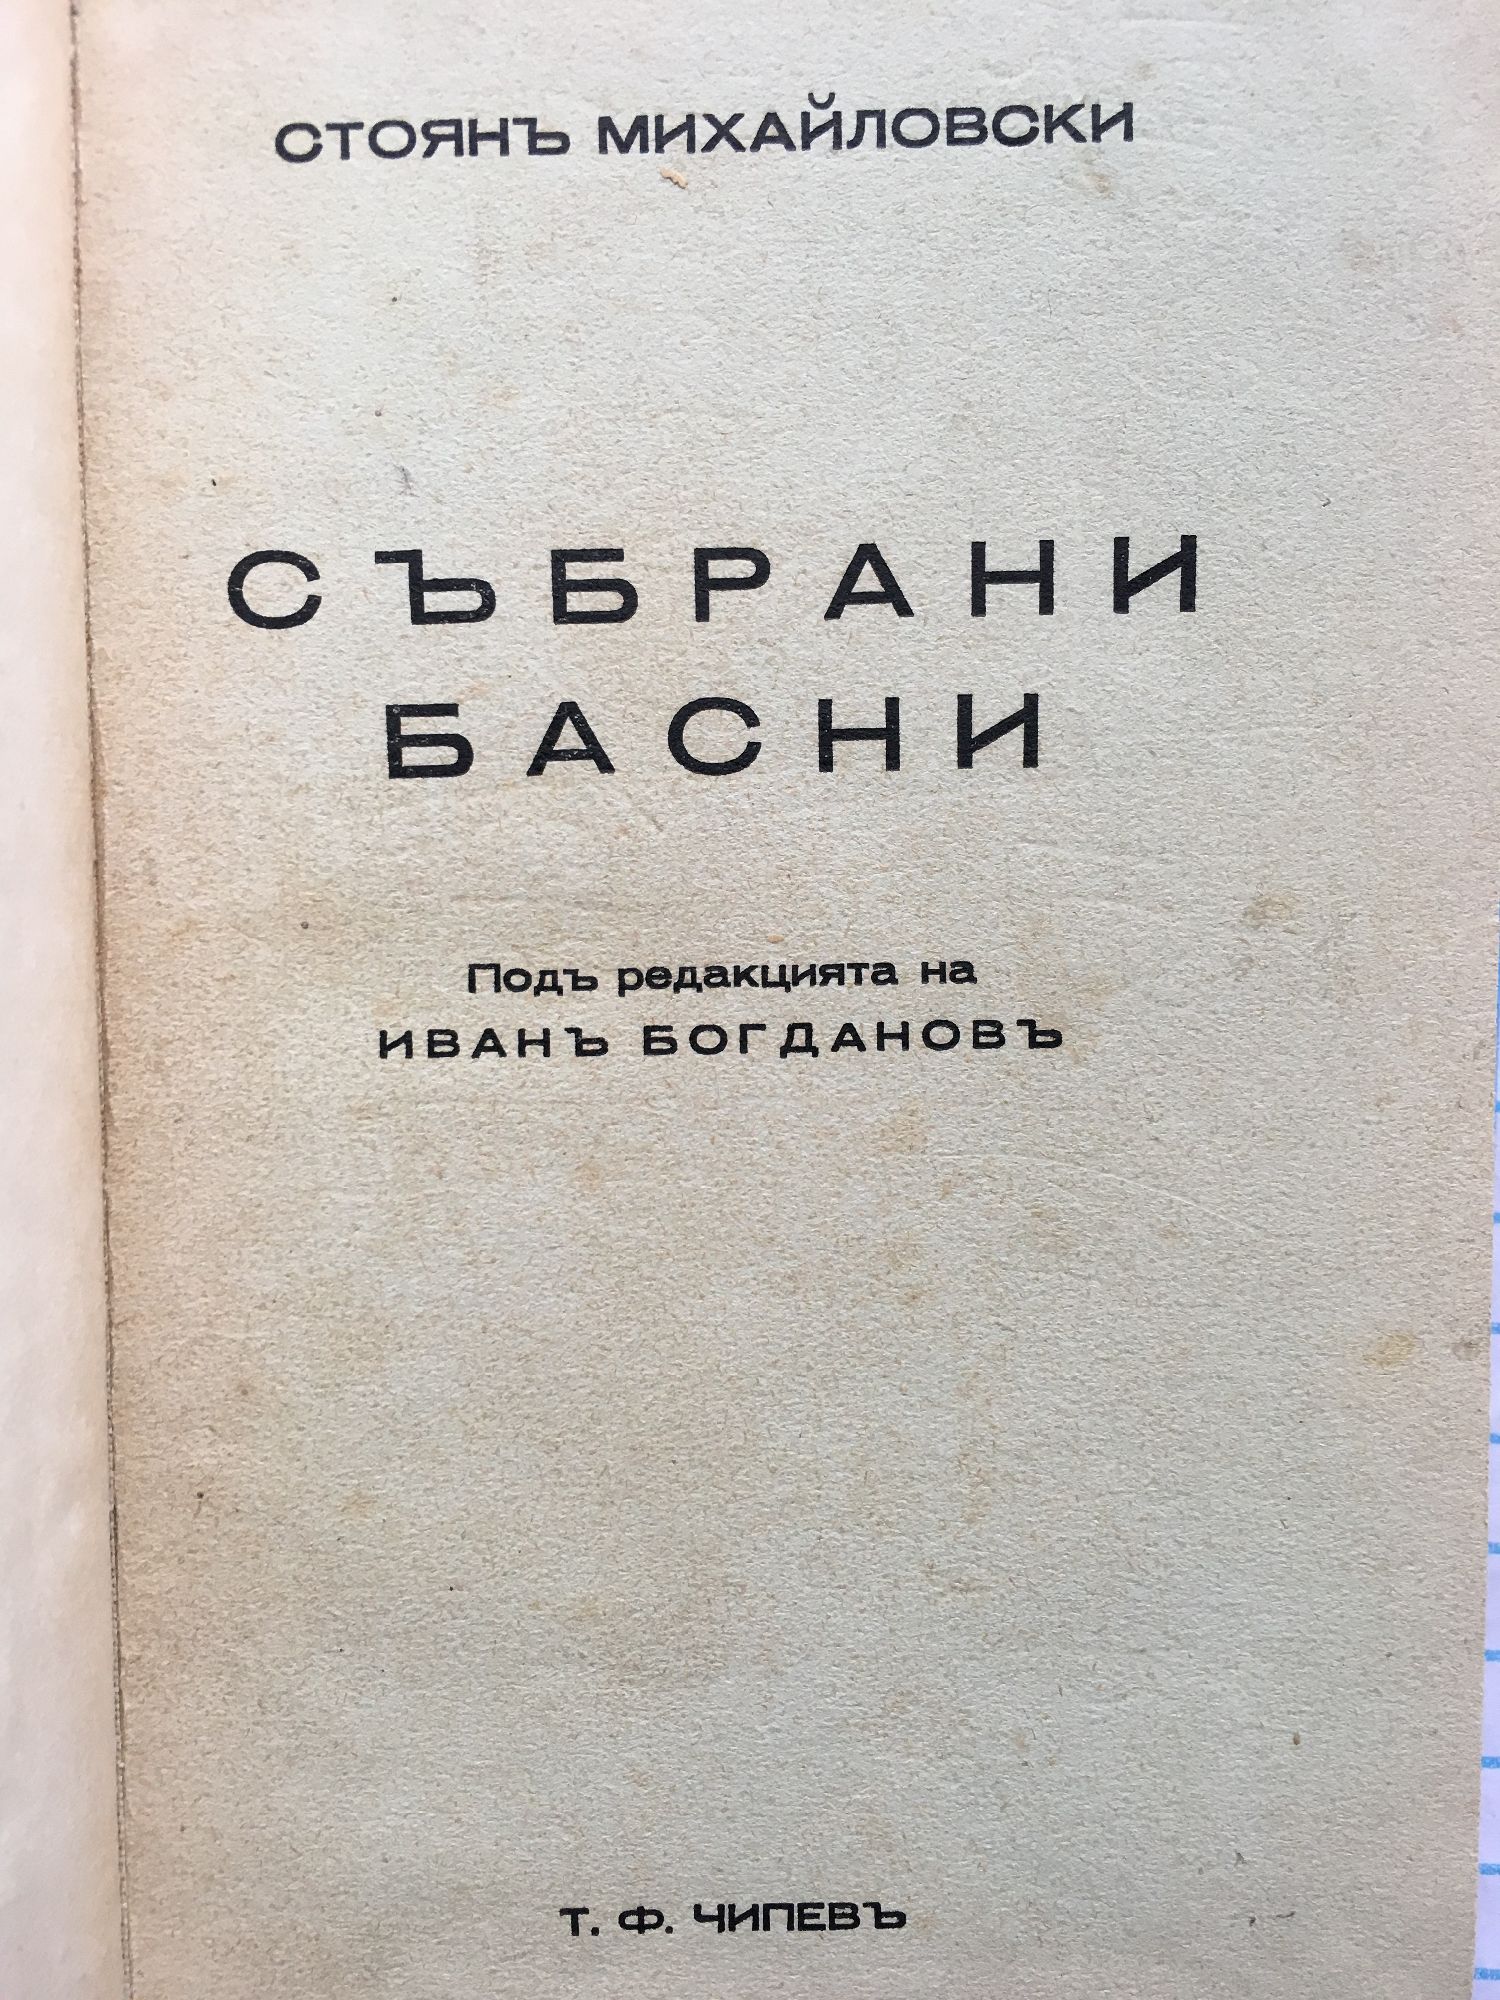 СТОЯНЪ МИХАЙЛОВСКИ
СЪБРАНИ
БАСНИ
Подъ редакцията на
ИВАНЪ БОГДАНОВЪ
Т. Ф. ЧИПЕВЪ